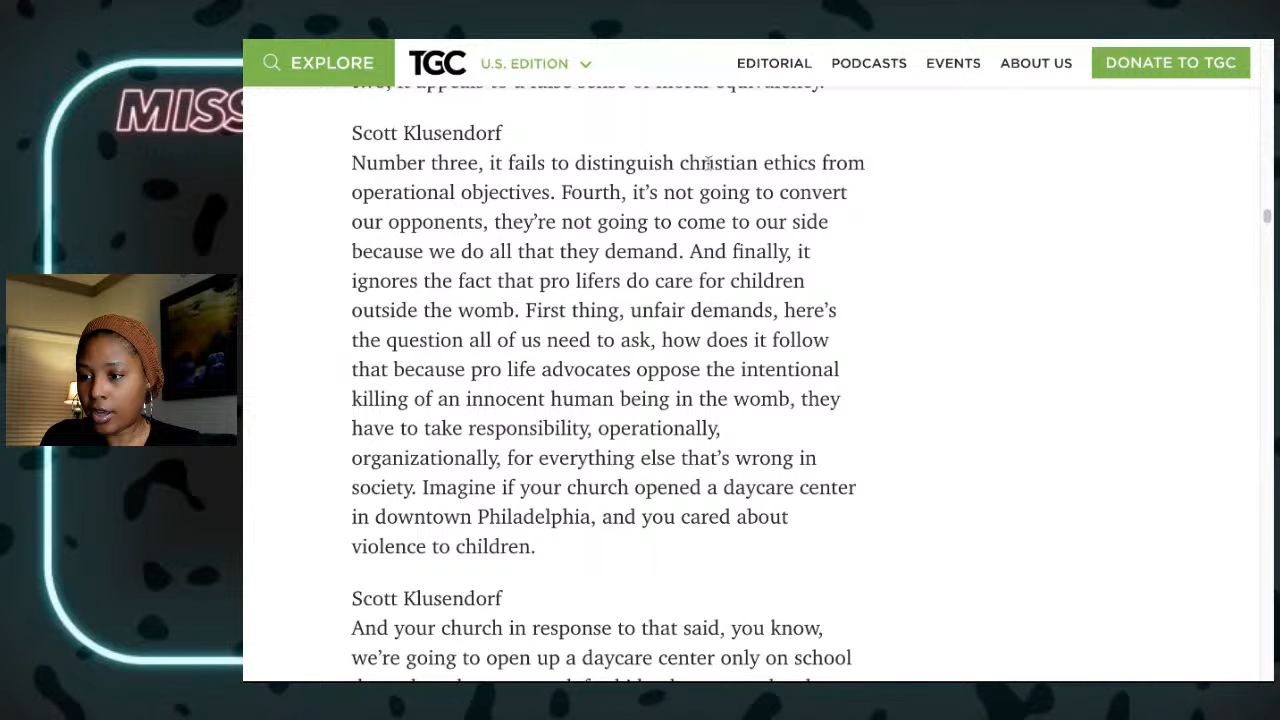 EXPLORE
TGC
U.S. EDITION
EDITORIAL
PODCASTS
EVENTS
ABOUT US
DONATE TO TGC
MISS
Scott Klusendorf
Number three, it fails to distinguish christian ethics from
operational objectives. Fourth, it's not going to convert
our opponents, they're not going to come to our side
because we do all that they demand. And finally, it
ignores the fact that pro lifers do care for children
outside the womb. First thing, unfair demands, here's
the question all of us need to ask, how does it follow
that because pro life advocates oppose the intentional
killing of an innocent human being in the womb, they
have to take responsibility, operationally,
organizationally, for everything else that's wrong in
society. Imagine if your church opened a daycare center
in downtown Philadelphia, and you cared about
violence to children.
Scott Klusendorf
And your church in response to that said, you know,
we're going to open up a daycare center only on school